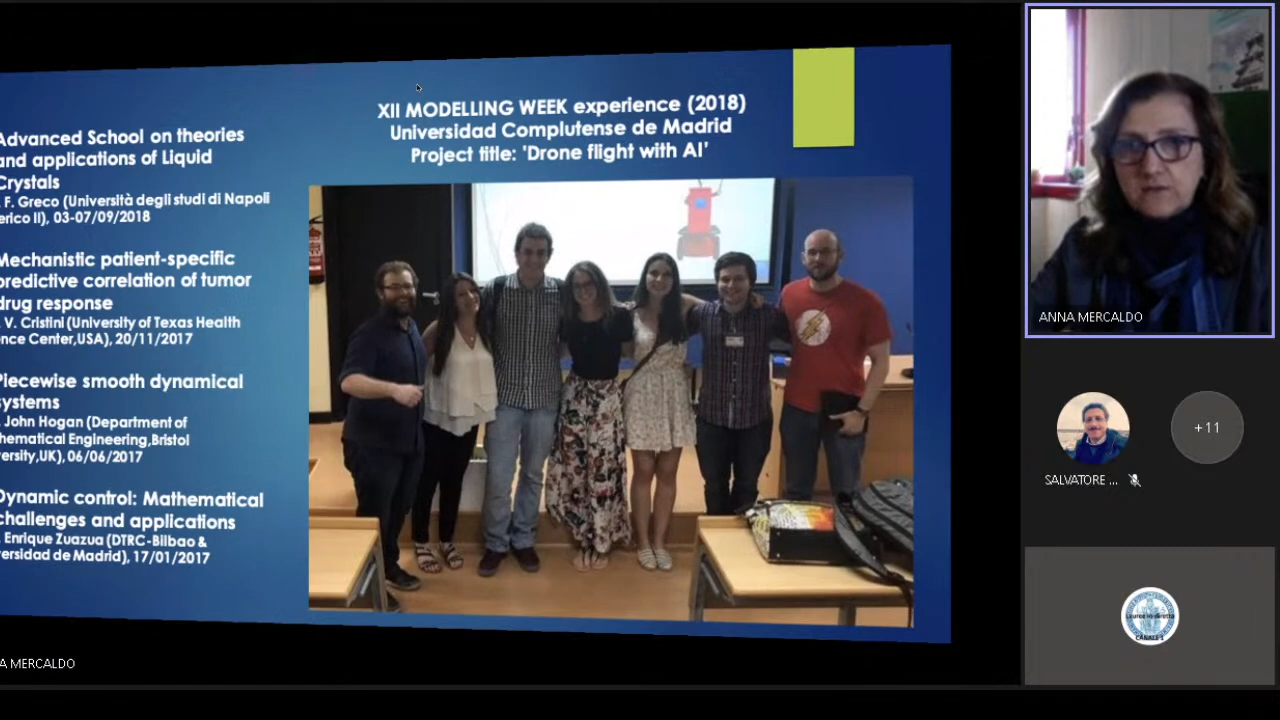 Advanced School on theories
and applications of Liquid
Crystals
. F. Greco (Università degli studi di Napoli
erico II), 03-07/09/2018
Mechanistic patient-specific
predictive correlation of tumor
drug response
. V. Cristini (University of Texas Health
nce Center,USA), 20/11/2017
Piecewise smooth dynamical
systems
. John Hogan (Department of
hematical Engineering,Bristol
versity,UK), 06/06/2017
Dynamic control: Mathematical
challenges and applications
. Enrique Zuazua (DTRC-Bilbao &
versidad de Madrid), 17/01/2017
XII MODELLING WEEK experience (2018)
Universidad Complutense de Madrid
Project title: 'Drone flight with AI'
A MERCALDO
ANNA MERCALDO
+11
SALVATORE ...